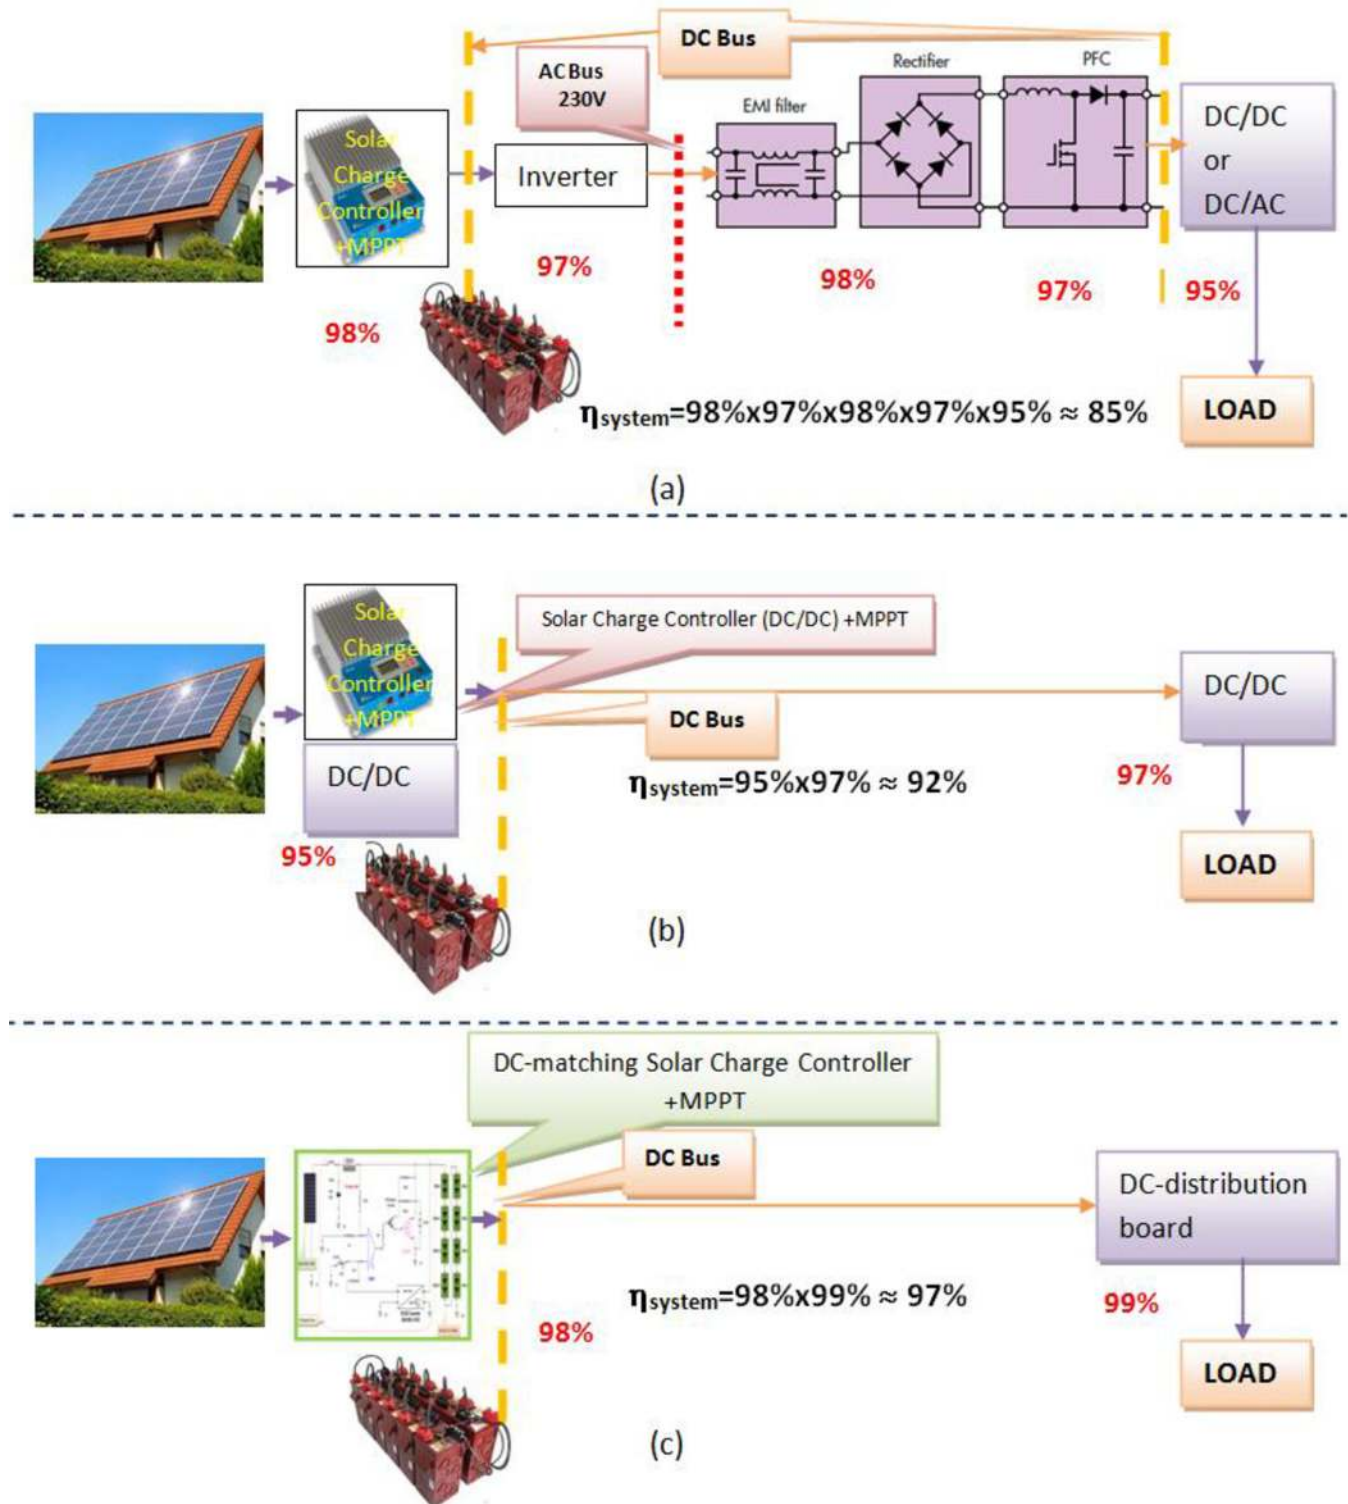 DC Bus
AC Bus
230V
EMI filter
Rectifier
PFC
Solar
Charge
Controller
+MPPT
Inverter
DC/DC
or
DC/AC
98%
97%
98%
97%
95%
ηsystem=98%x97%x98%x97%x95% ≈ 85%
LOAD
(a)
Solar
Charge
Controller
+MPPT
Solar Charge Controller (DC/DC) +MPPT
DC/DC
DC Bus
DC/DC
95%
ηsystem=95%x97% ≈ 92%
97%
LOAD
(b)
DC-matching Solar Charge Controller
+MPPT
DC Bus
DC-distribution
board
98%
ηsystem=98%x99% ≈ 97%
99%
LOAD
(c)